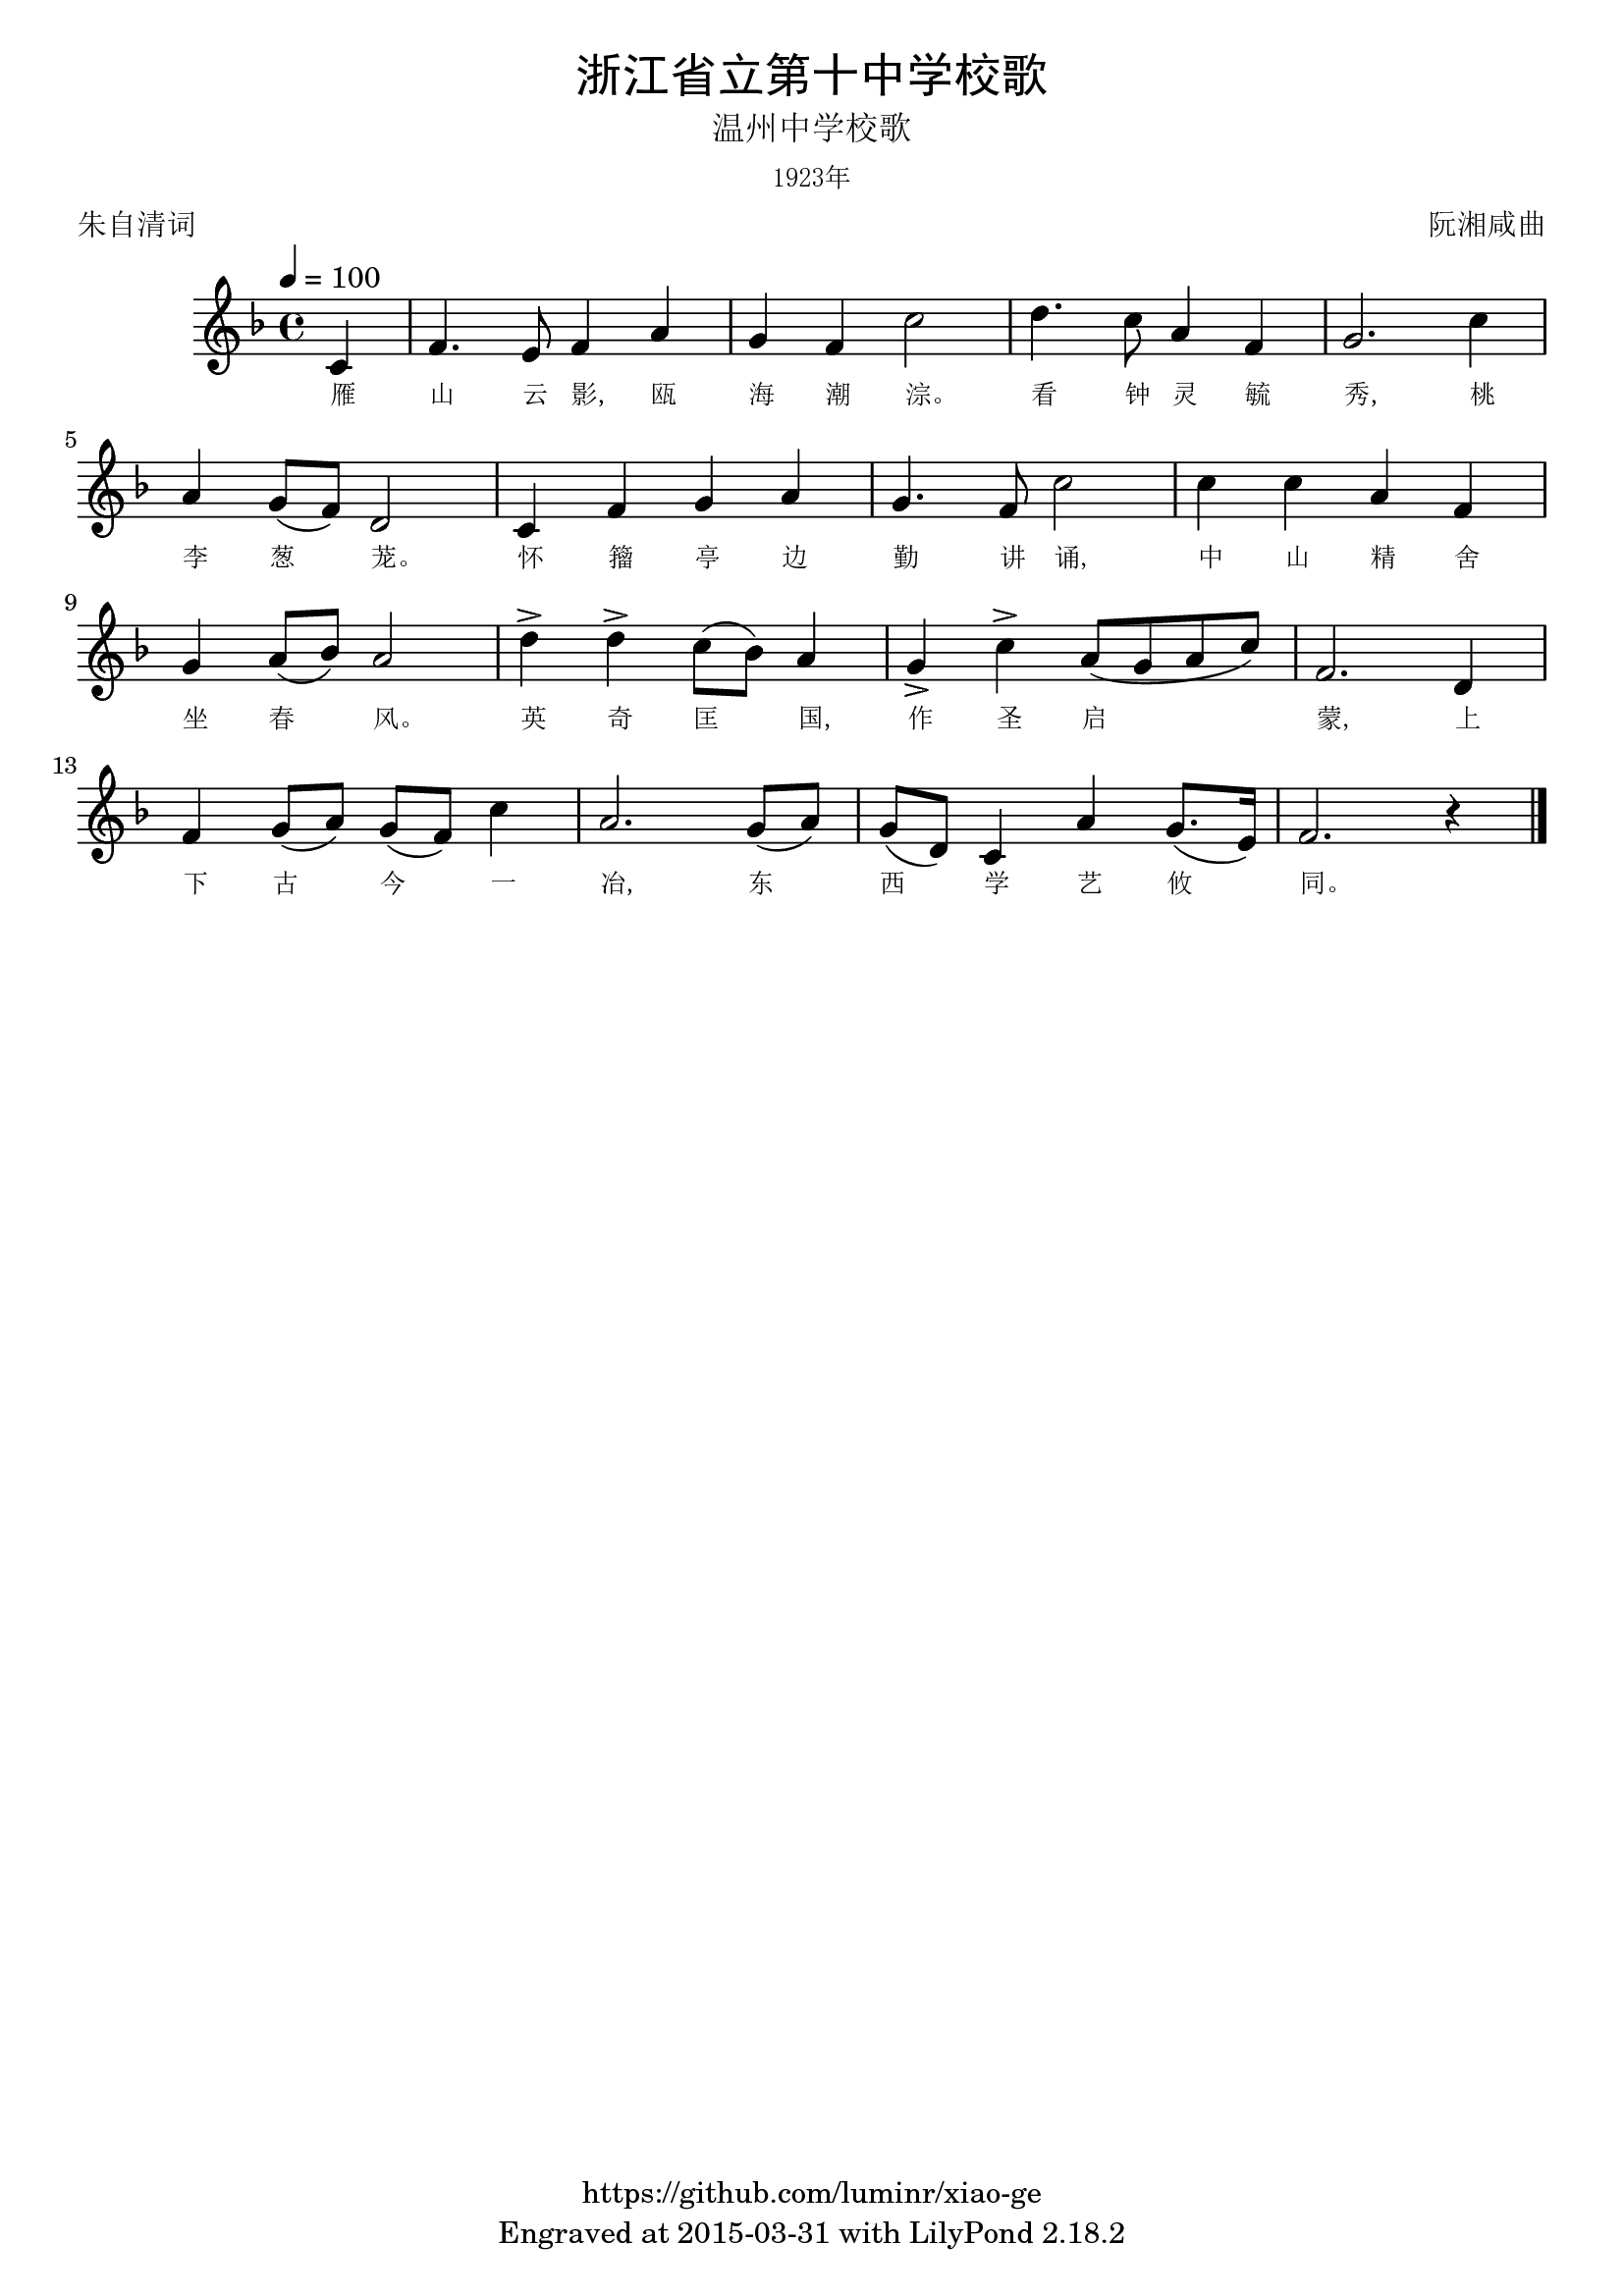 浙江省立第十中学校歌
温州中学校歌
1923年
朱自清词 阮湘咸曲
= 100
雁 山 云 影， 瓯 海 潮 淙。 看 钟 灵 毓 秀， 桃
5
李 葱 茏。 怀 籀 亭 边 勤 讲 诵， 中 山 精 舍
9
坐 春 风。 英 奇 匡 国， 作 圣 启 蒙， 上
13
下 古 今 一 冶， 东 西 学 艺 攸 同。
https://github.com/luminr/xiao-ge
Engraved at 2015-03-31 with LilyPond 2.18.2